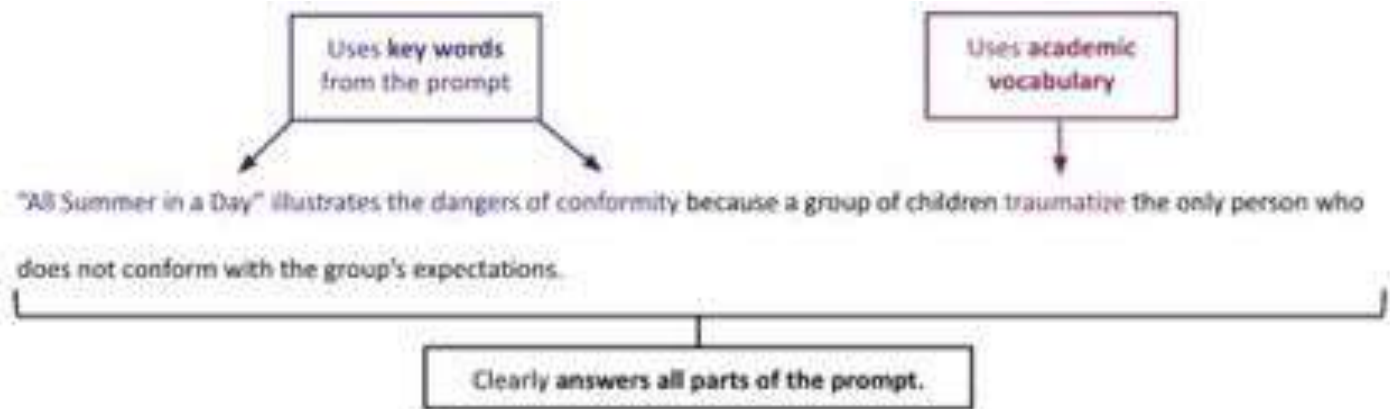 Uses key words
from the prompt
Uses academic
vocabulary
"All Summer in a Day" illustrates the dangers of conformity because a group of children traumatize the only person who
does not conform with the group's expectations.
Clearly answers all parts of the prompt.